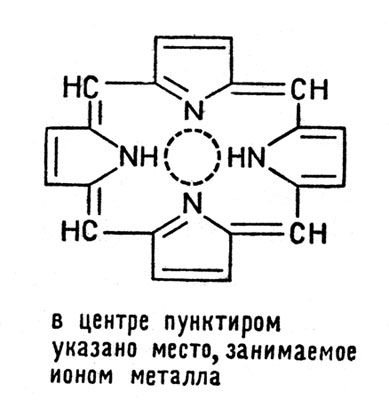 HC CH
N
NH HN
N
HC CH
в центре пунктиром
указано место, занимаемое
ионом металла